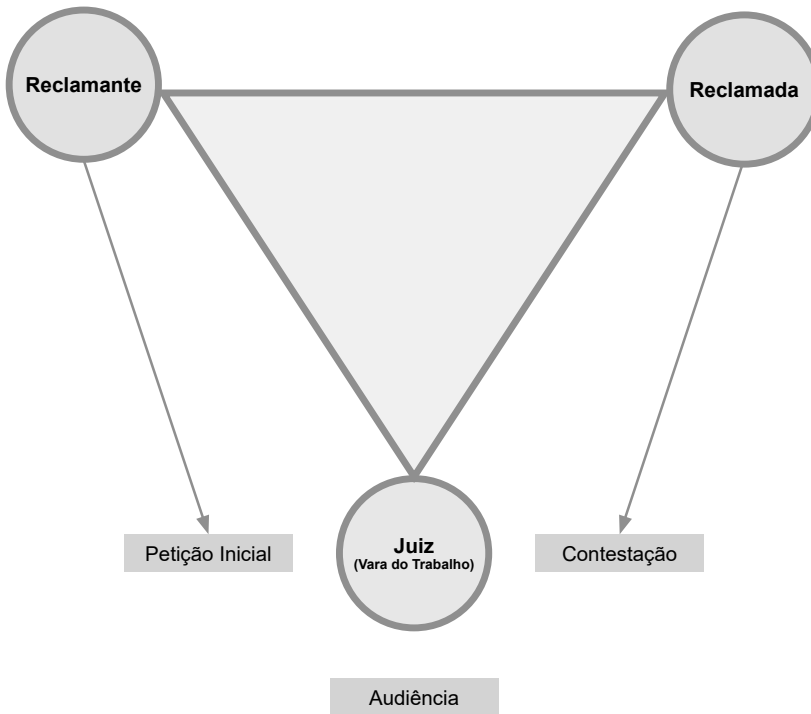 Reclamante
Reclamada
Juiz
(Vara do Trabalho)
Petição Inicial
Contestação
Audiência